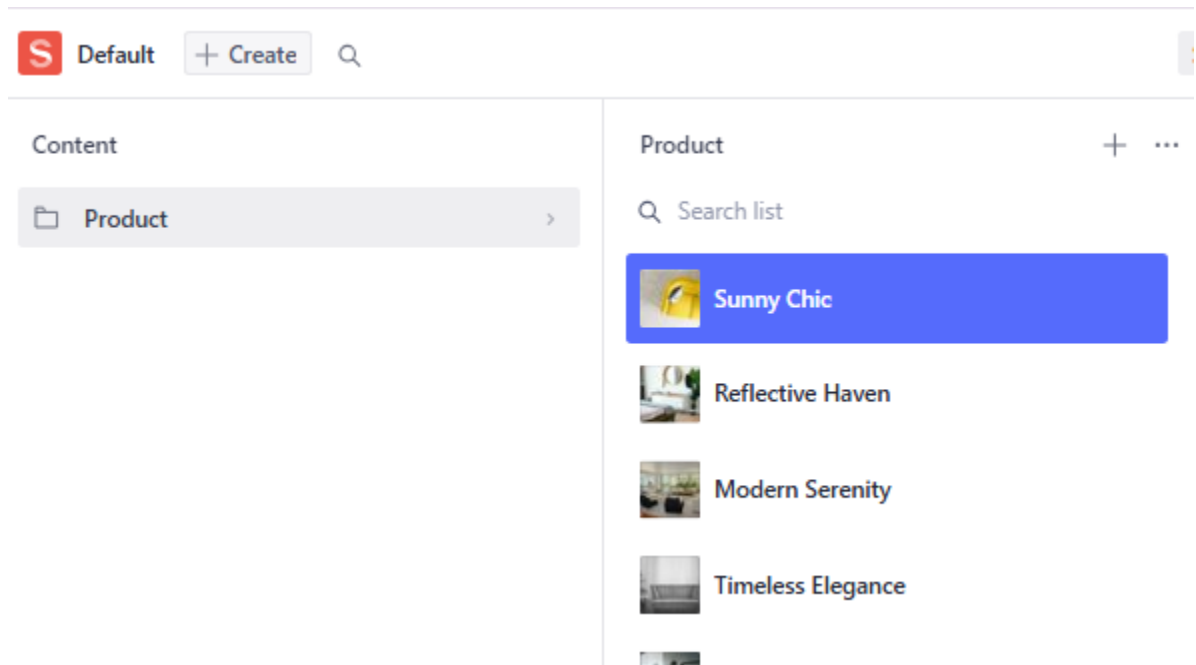 S Default + Create
Content
Product
Product
Search list
Sunny Chic
Reflective Haven
Modern Serenity
Timeless Elegance